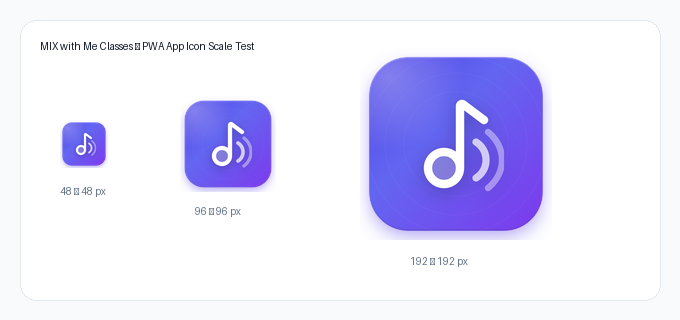 MIX with Me Classes ▯ PWA App Icon Scale Test
48 ▯ 48 px
96 ▯ 96 px
192 ▯ 192 px